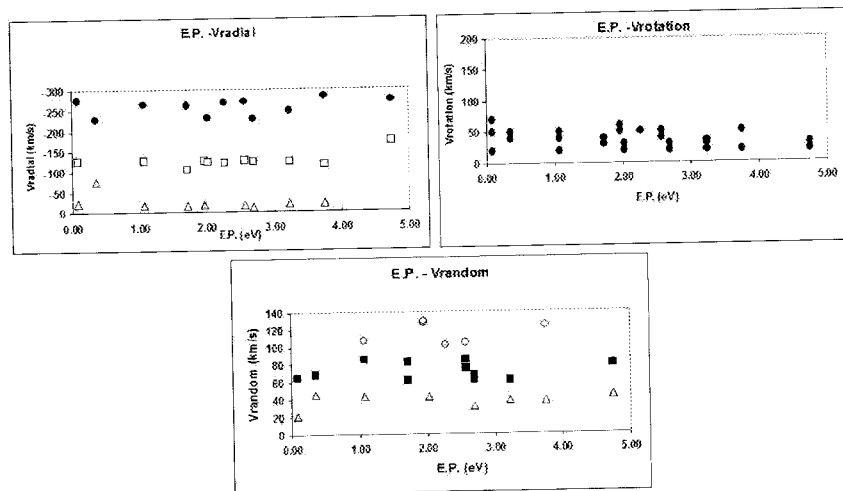 E.P. -Vradial
-300
-250
-200
-150
-100
-50
0
Vradial (km/s)
0.00 1.00 2.00 3.00 4.00 5.00
E.P. (eV)
E.P. -Vrotation
200
150
100
50
0
Vrotation (km/s)
0.00 1.00 2.00 3.00 4.00 5.00
E.P. (eV)
E.P. - Vrandom
140
120
100
80
60
40
20
0
Vrandom (km/s)
0.00 1.00 2.00 3.00 4.00 5.00
E.P. (eV)